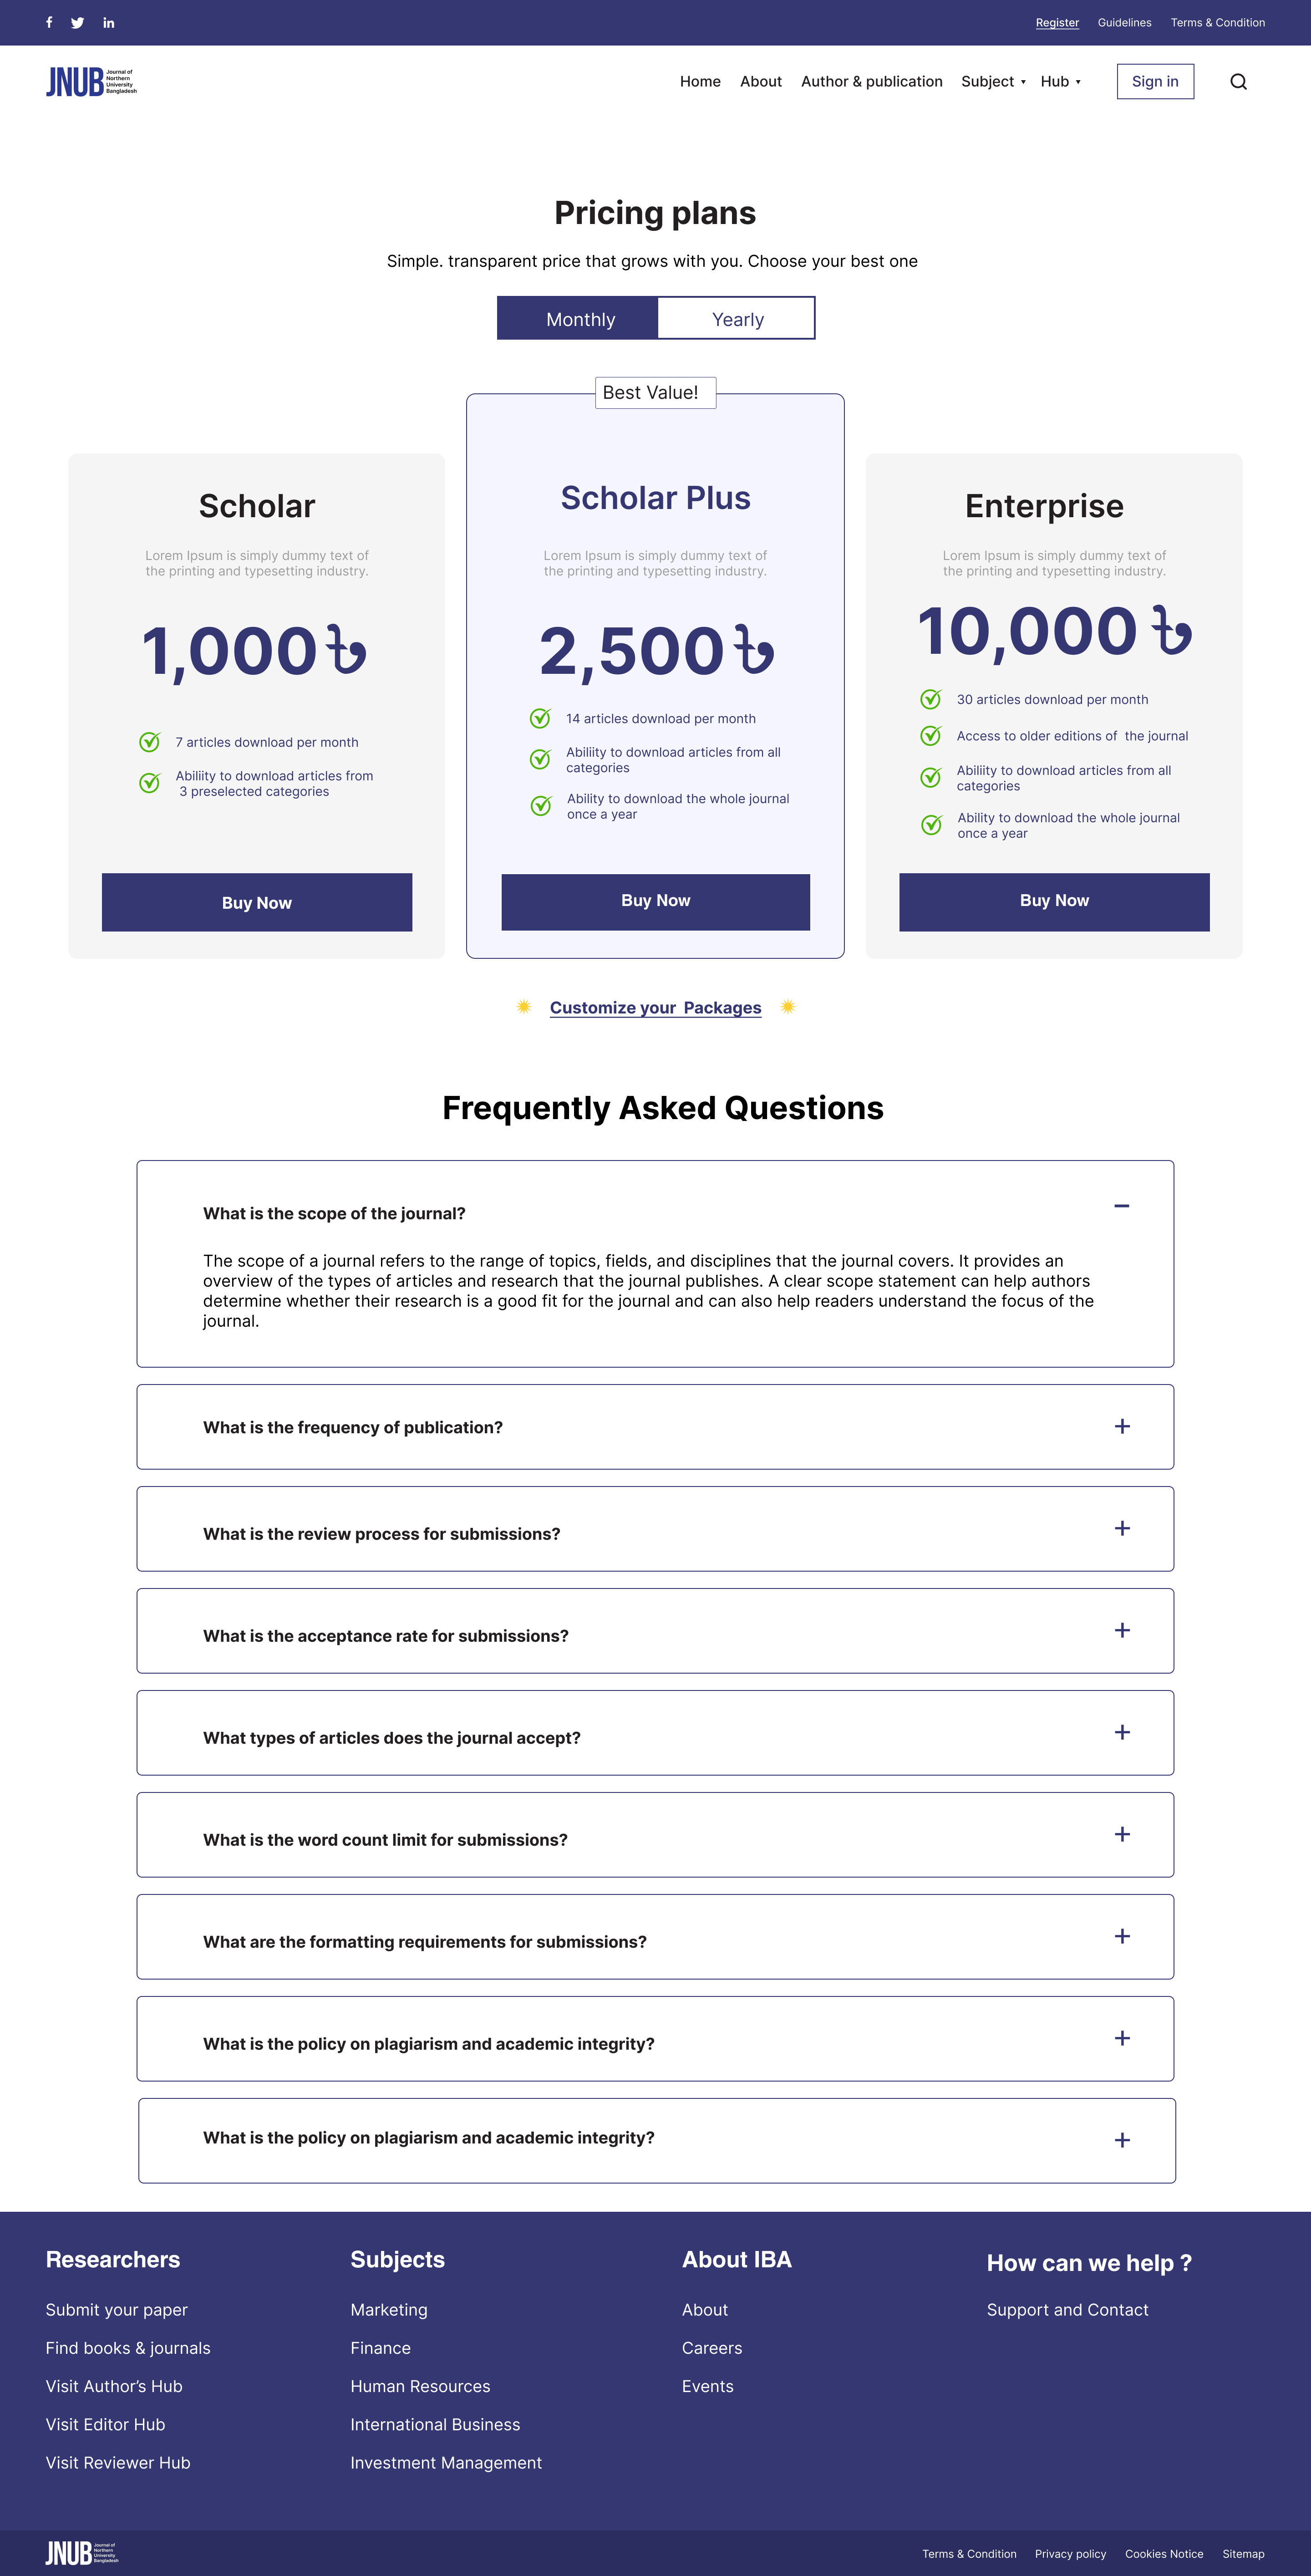 Register Guidelines Terms & Condition
JNUB
Journal of
Northern
University
Bangladesh
Home About Author & publication Subject Hub Sign in
Pricing plans
Simple. transparent price that grows with you. Choose your best one
Monthly Yearly
Best Value!
Scholar
Lorem Ipsum is simply dummy text of
the printing and typesetting industry.
1,000৳
7 articles download per month
Abiliity to download articles from
3 preselected categories
Buy Now
Scholar Plus
Lorem Ipsum is simply dummy text of
the printing and typesetting industry.
2,500৳
14 articles download per month
Abiliity to download articles from all
categories
Ability to download the whole journal
once a year
Buy Now
Enterprise
Lorem Ipsum is simply dummy text of
the printing and typesetting industry.
10,000৳
30 articles download per month
Access to older editions of the journal
Abiliity to download articles from all
categories
Ability to download the whole journal
once a year
Buy Now
Customize your Packages
Frequently Asked Questions
What is the scope of the journal?
The scope of a journal refers to the range of topics, fields, and disciplines that the journal covers. It provides an
overview of the types of articles and research that the journal publishes. A clear scope statement can help authors
determine whether their research is a good fit for the journal and can also help readers understand the focus of the
journal.
What is the frequency of publication?
What is the review process for submissions?
What is the acceptance rate for submissions?
What types of articles does the journal accept?
What is the word count limit for submissions?
What are the formatting requirements for submissions?
What is the policy on plagiarism and academic integrity?
What is the policy on plagiarism and academic integrity?
Researchers
Submit your paper
Find books & journals
Visit Author’s Hub
Visit Editor Hub
Visit Reviewer Hub
Subjects
Marketing
Finance
Human Resources
International Business
Investment Management
About IBA
About
Careers
Events
How can we help ?
Support and Contact
JNUB
Journal of
Northern
University
Bangladesh
Terms & Condition Privacy policy Cookies Notice Sitemap